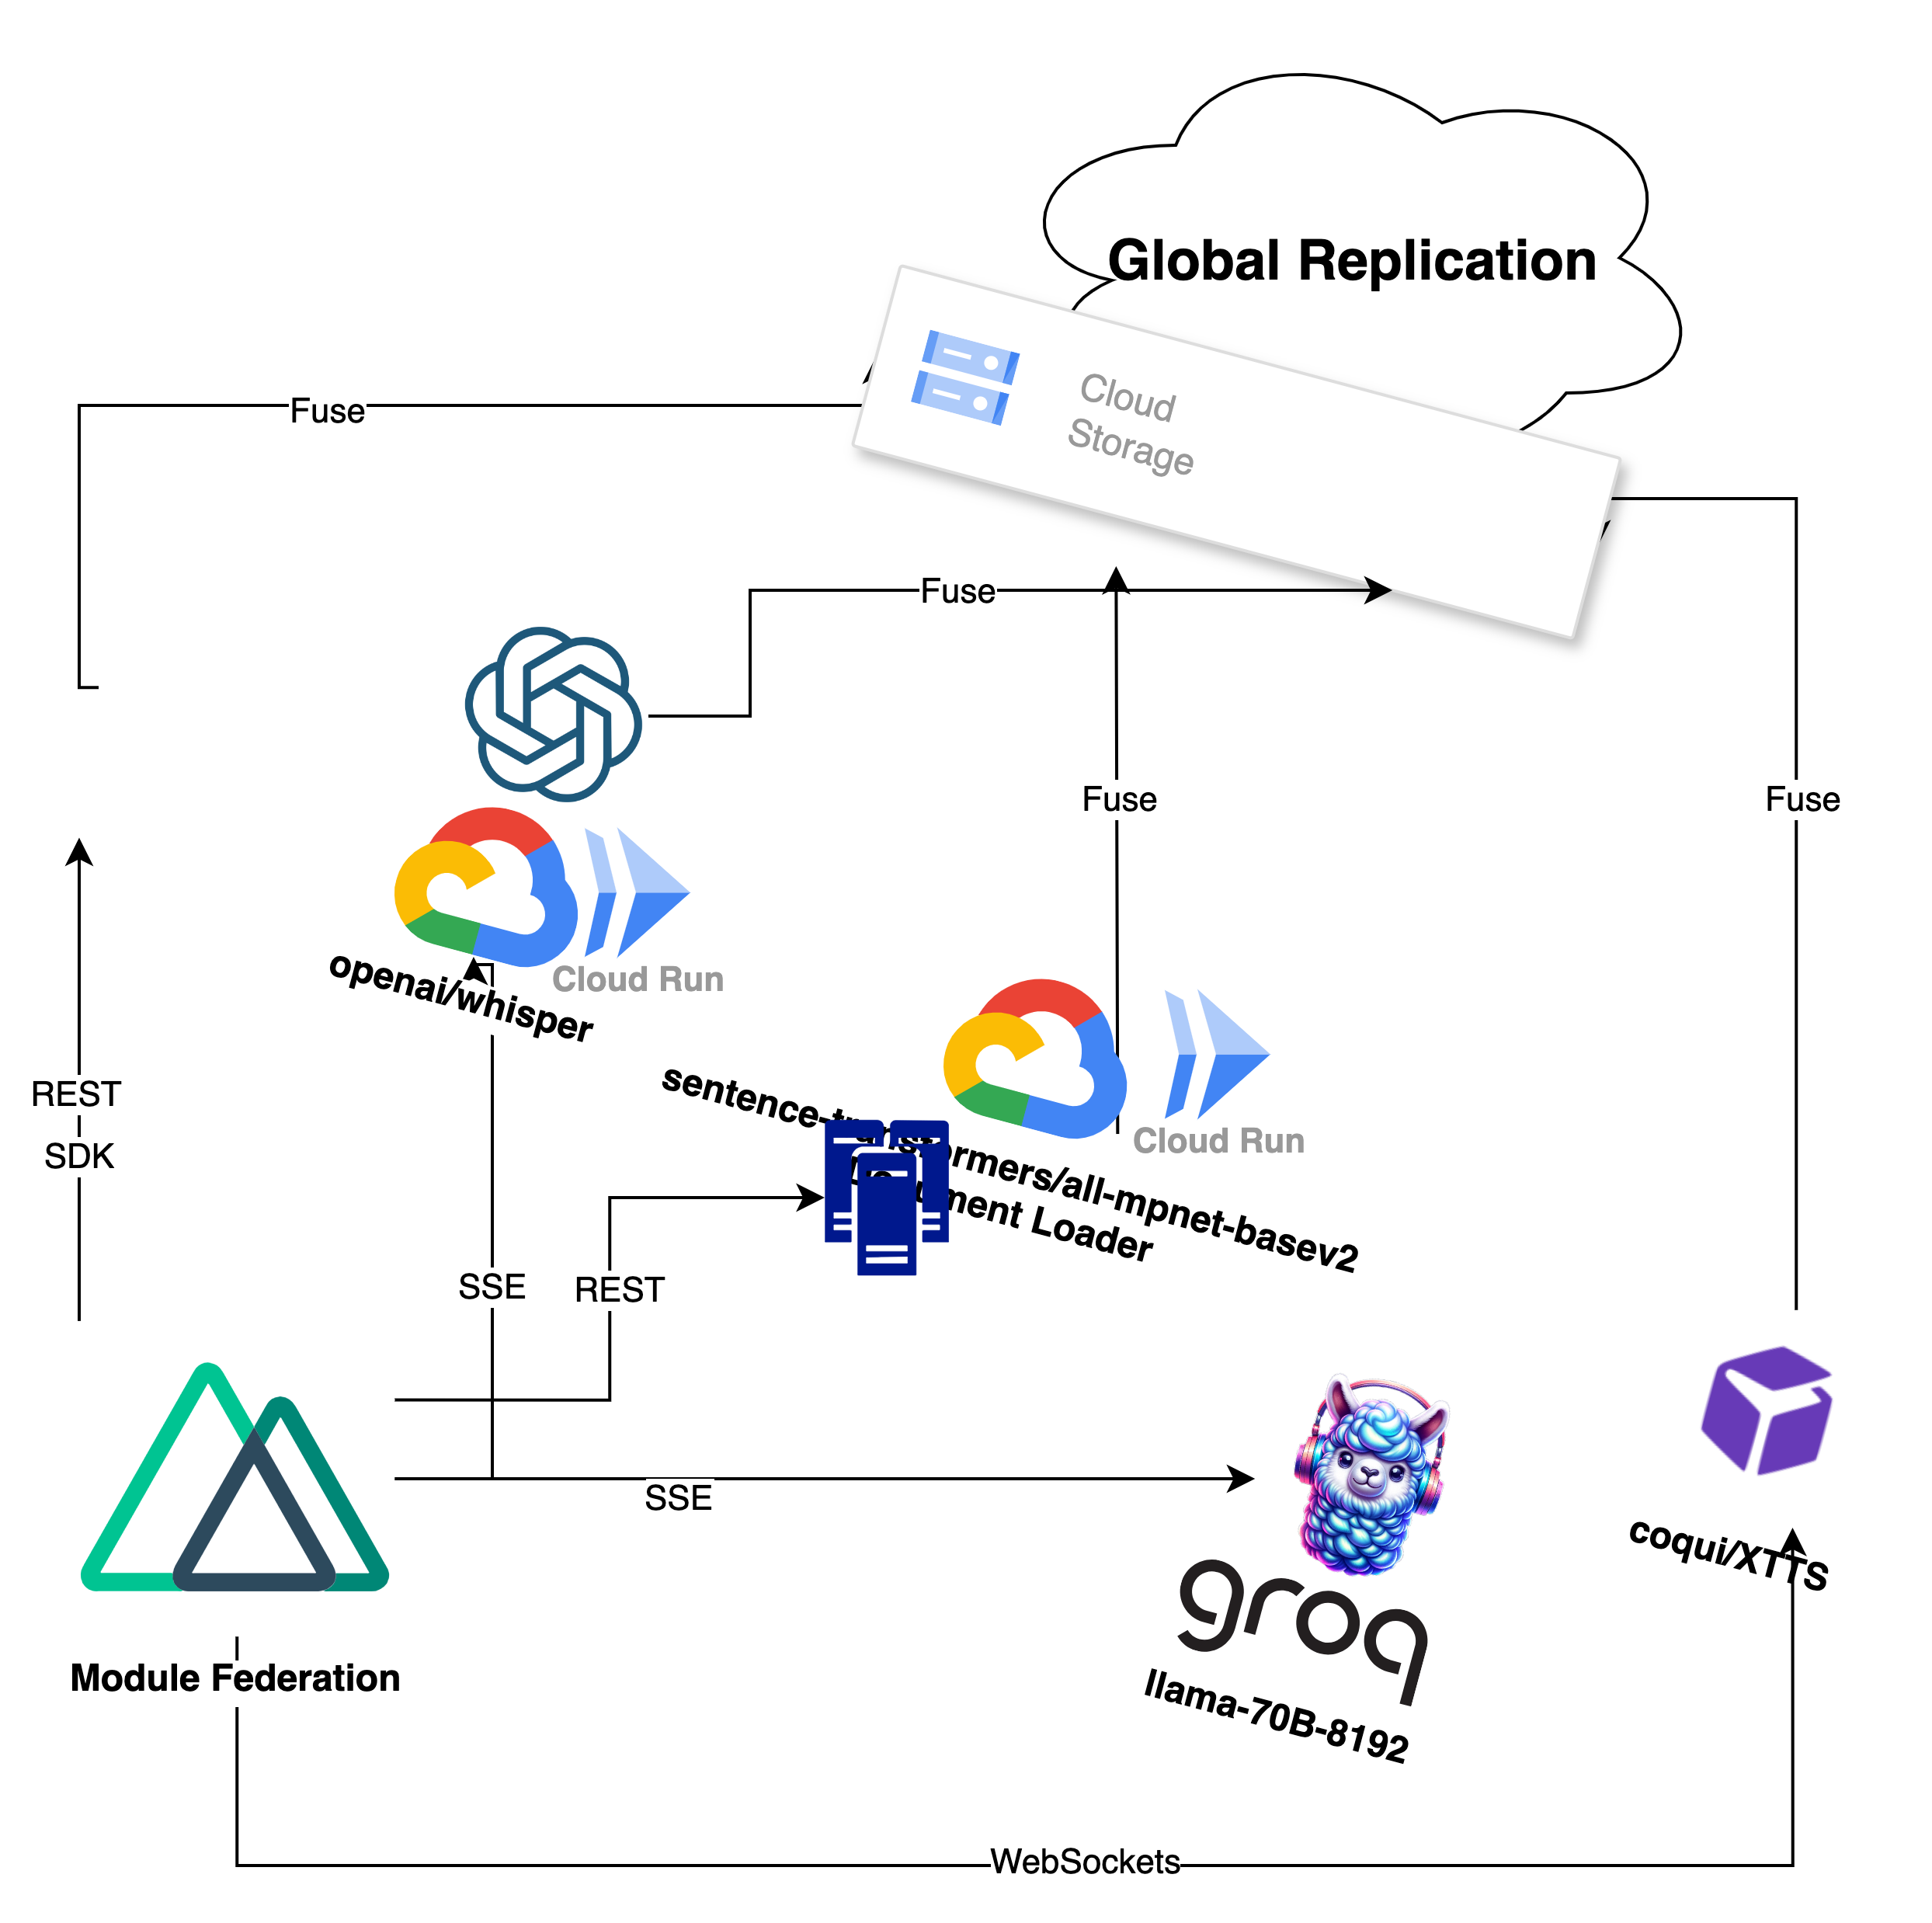 Global Replication
Cloud
Storage
Fuse
Fuse
Fuse
Fuse
openai/whisper
Cloud Run
REST
SDK
sentence-transformers/all-mpnet-basev2
Loader
Cloud Run
SSE
REST
SSE
coqui/XTTS
groq
llama-70B-8192
Module Federation
WebSockets